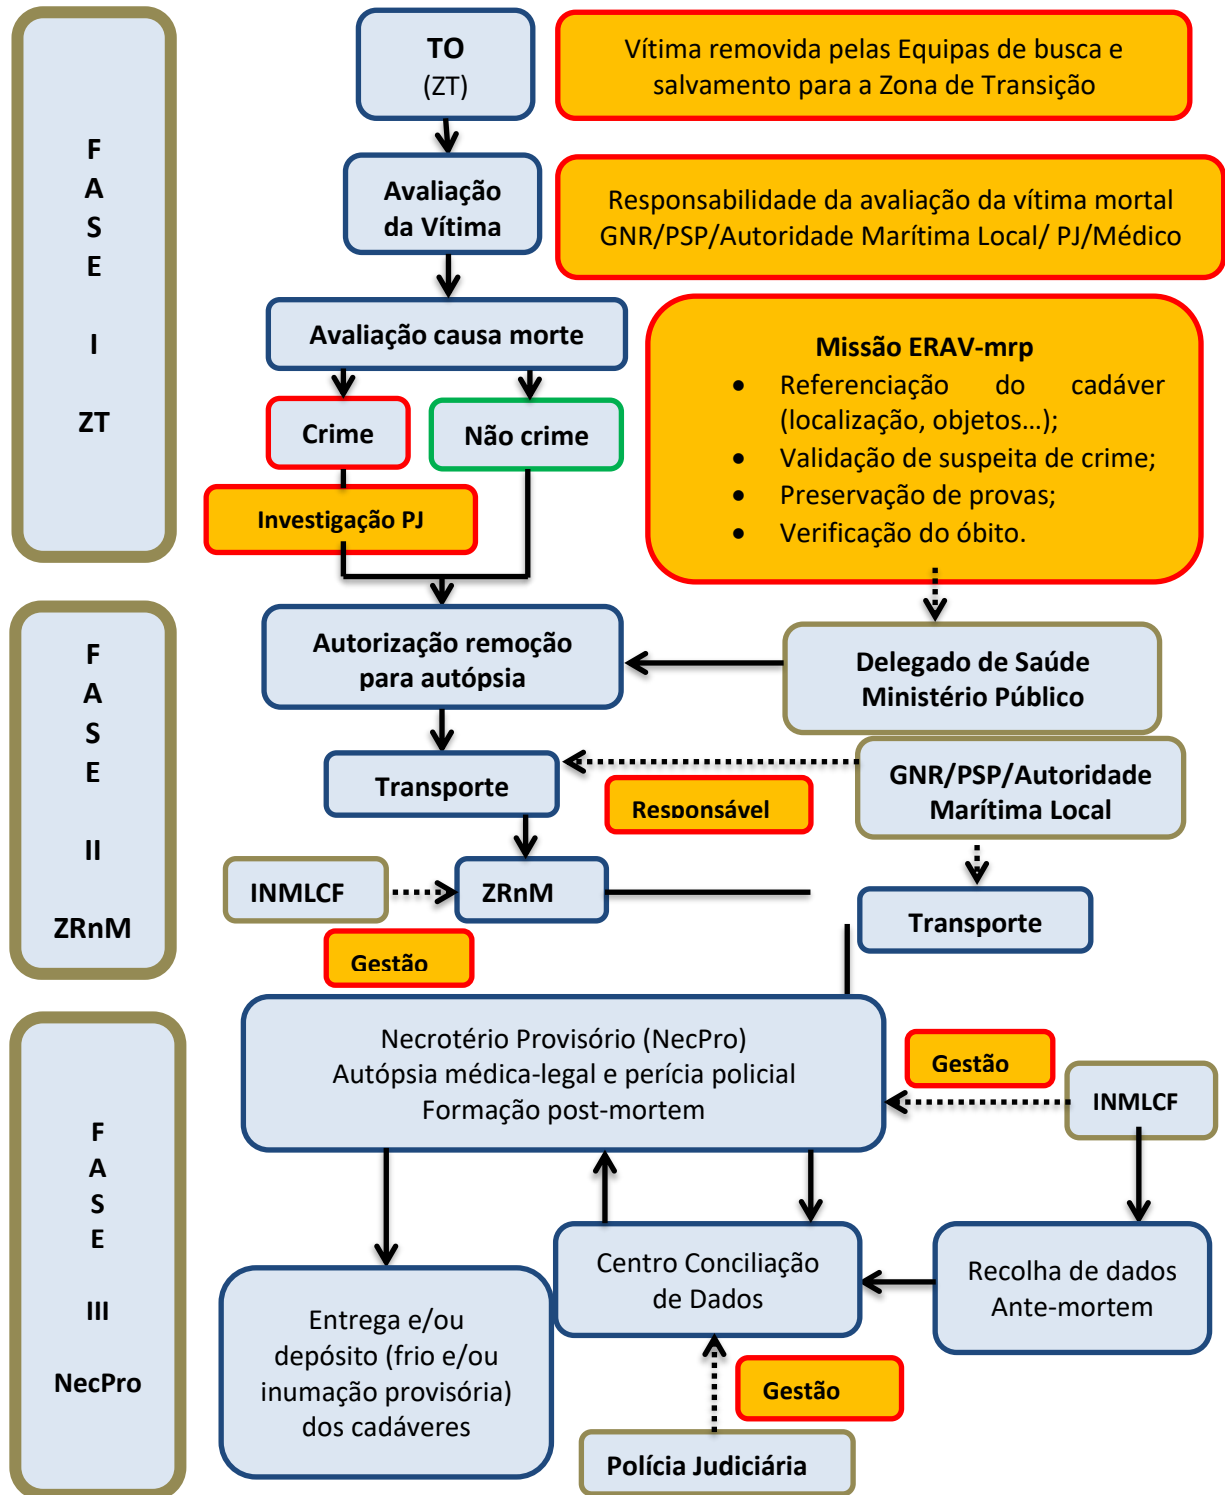 F
A
S
E
I
ZT
TO
(ZT)
Vítima removida pelas Equipas de busca e
salvamento para a Zona de Transição
Avaliação
da Vítima
Responsabilidade da avaliação da vítima mortal
GNR/PSP/Autoridade Marítima Local/ PJ/Médico
Avaliação causa morte
Crime
Não crime
Investigação PJ
Missão ERAV-mrp
• Referenciação do cadáver
(localização, objetos...);
• Validação de suspeita de crime;
• Preservação de provas;
• Verificação do óbito.
F
A
S
E
II
ZRnM
Autorização remoção
para autópsia
Delegado de Saúde
Ministério Público
Transporte
Responsável
GNR/PSP/Autoridade
Marítima Local
INMLCF
ZRnM
Transporte
Gestão
F
A
S
E
III
NecPro
Necrotério Provisório (NecPro)
Autópsia médica-legal e perícia policial
Formação post-mortem
Gestão
INMLCF
Centro Conciliação
de Dados
Recolha de dados
Ante-mortem
Entrega e/ou
depósito (frio e/ou
inumação provisória)
dos cadáveres
Gestão
Polícia Judiciária